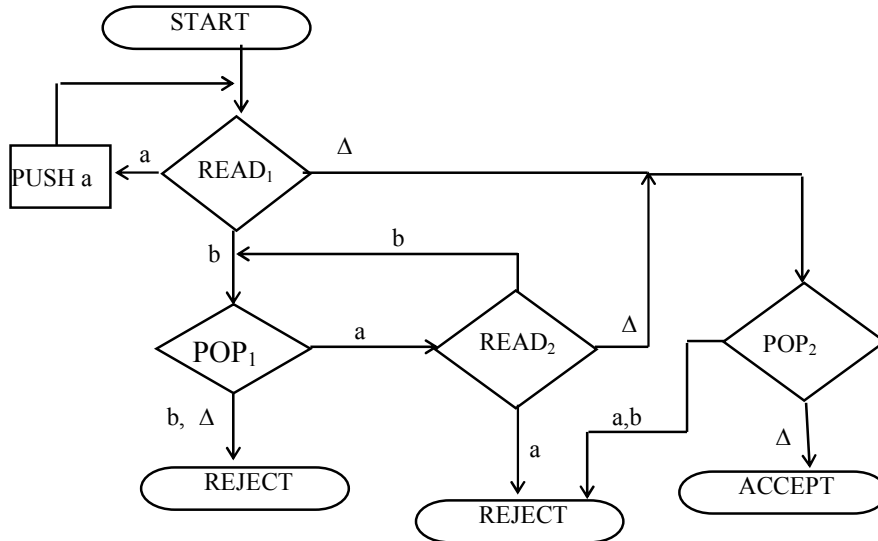 START
a
Δ
PUSH a
READ₁
b
b
POP₁
a
READ₂
Δ
POP₂
b, Δ
a
a,b
Δ
REJECT
REJECT
ACCEPT